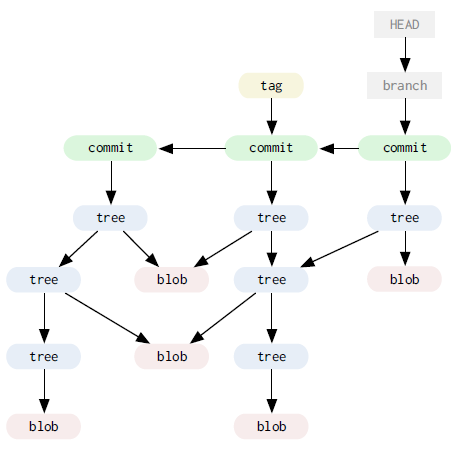 HEAD
tag branch
commit commit commit
tree tree tree
tree blob tree blob
tree blob tree
blob blob